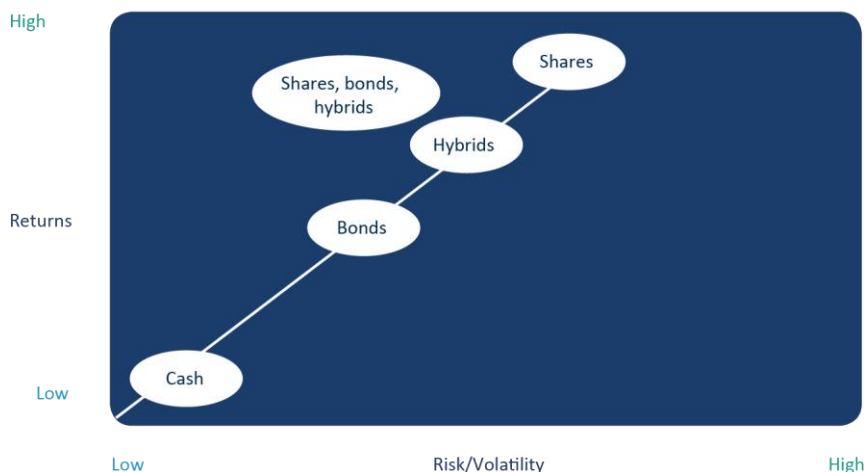 High
Shares
Shares, bonds,
hybrids
Hybrids
Returns
Bonds
Cash
Low
Low
Risk/Volatility
High